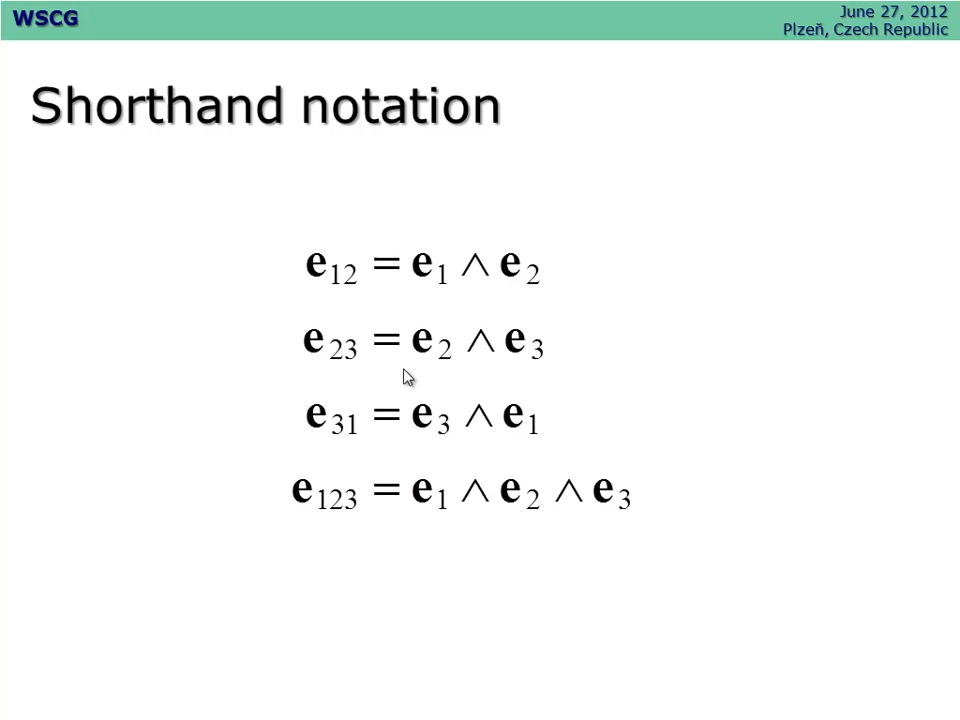 WSCG
June 27, 2012
Plzeň, Czech Republic
Shorthand notation
e₁₂ = e₁ ∧ e₂
e₂₃ = e₂ ∧ e₃
e₃₁ = e₃ ∧ e₁
e₁₂₃ = e₁ ∧ e₂ ∧ e₃